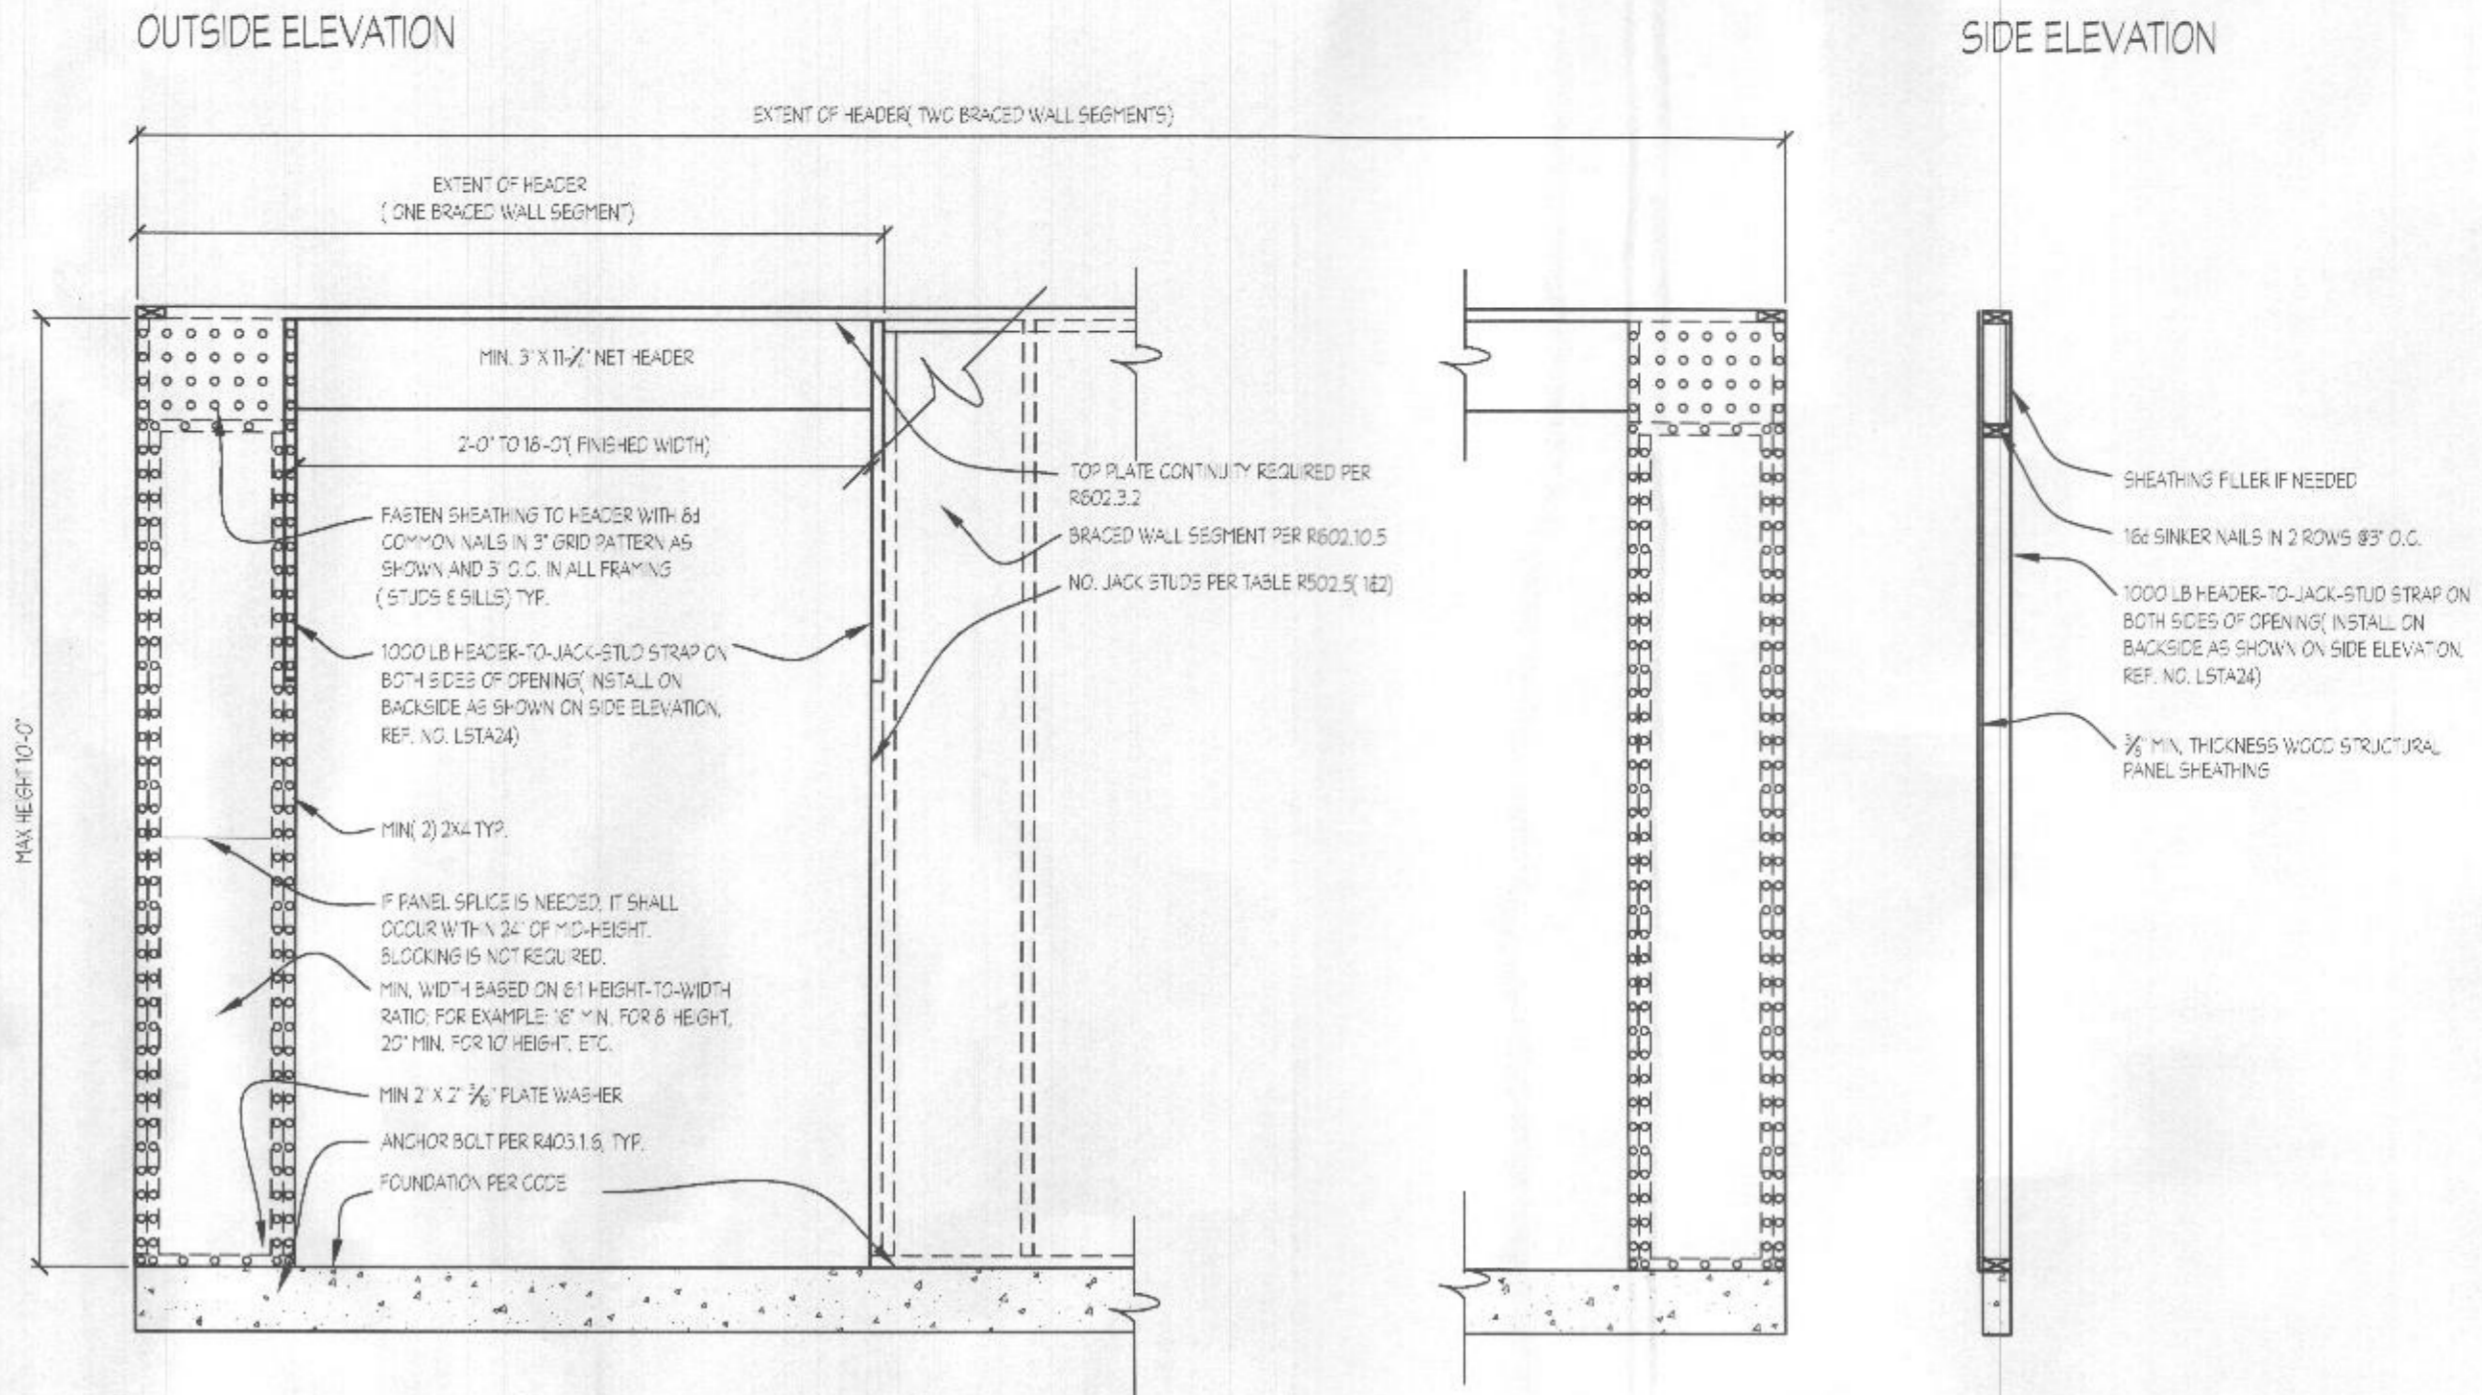 OUTSIDE ELEVATION
SIDE ELEVATION
EXTENT OF HEADER( TWO BRACED WALL SEGMENTS)
EXTENT OF HEADER
( ONE BRACED WALL SEGMENT)
MIN. 3" X 11-¼" NET HEADER
2'-0" TO 18'-0"( FINISHED WIDTH)
FASTEN SHEATHING TO HEADER WITH 8d
COMMON NAILS IN 3" GRID PATTERN AS
SHOWN AND 3" O.C. IN ALL FRAMING
( STUDS & SILLS) TYP.
1000 LB HEADER-TO-JACK-STUD STRAP ON
BOTH SIDES OF OPENING( INSTALL ON
BACKSIDE AS SHOWN ON SIDE ELEVATION,
REF. NO. LSTA24)
MAX HEIGHT 10'-0"
MIN( 2) 2X4 TYP.
IF PANEL SPLICE IS NEEDED, IT SHALL
OCCUR WITHIN 24" OF MID-HEIGHT.
BLOCKING IS NOT REQUIRED.
MIN. WIDTH BASED ON 6:1 HEIGHT-TO-WIDTH
RATIO; FOR EXAMPLE: 16" MIN. FOR 8' HEIGHT,
20" MIN. FOR 10' HEIGHT, ETC.
MIN 2" X 2" 3/16" PLATE WASHER
ANCHOR BOLT PER R403.1.6, TYP.
FOUNDATION PER CODE
TOP PLATE CONTINUITY REQUIRED PER
R602.3.2
BRACED WALL SEGMENT PER R602.10.5
NO. JACK STUDS PER TABLE R502.5( 1&2)
SHEATHING FILLER IF NEEDED
16d SINKER NAILS IN 2 ROWS @3" O.C.
1000 LB HEADER-TO-JACK-STUD STRAP ON
BOTH SIDES OF OPENING( INSTALL ON
BACKSIDE AS SHOWN ON SIDE ELEVATION.
REF. NO. LSTA24)
⅜" MIN. THICKNESS WOOD STRUCTURAL
PANEL SHEATHING